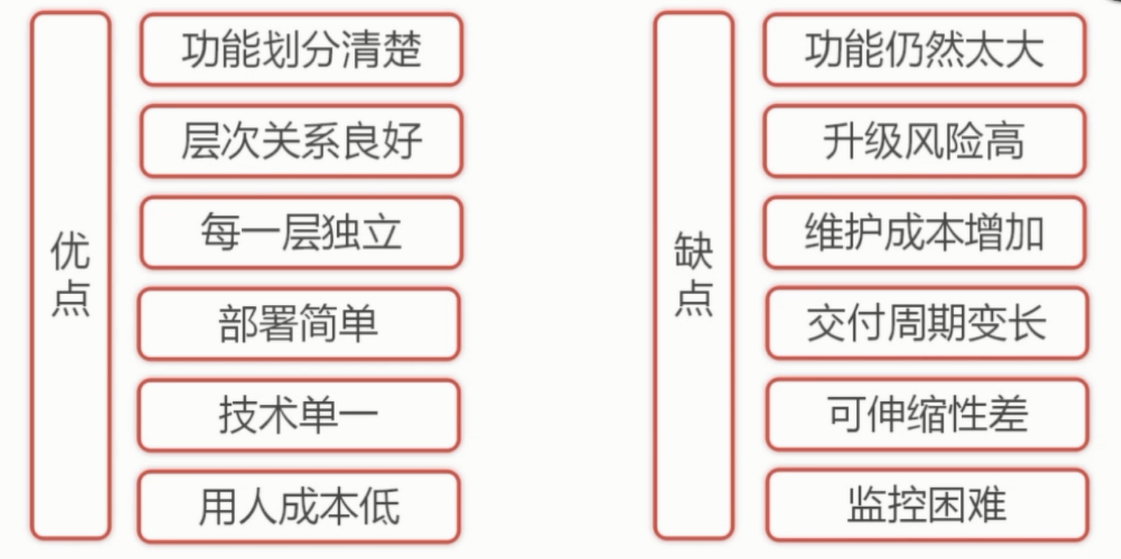 优点
功能划分清楚
层次关系良好
每一层独立
部署简单
技术单一
用人成本低
缺点
功能仍然太大
升级风险高
维护成本增加
交付周期变长
可伸缩性差
监控困难